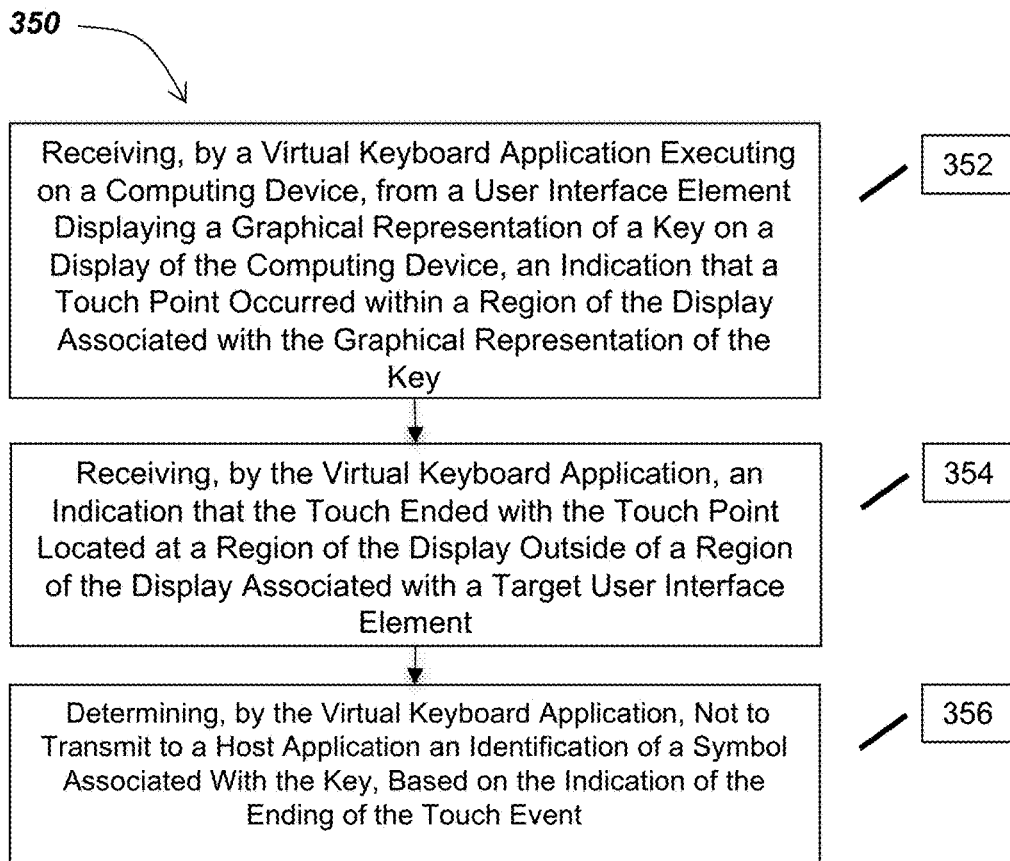 350
Receiving, by a Virtual Keyboard Application Executing
on a Computing Device, from a User Interface Element
Displaying a Graphical Representation of a Key on a
Display of the Computing Device, an Indication that a
Touch Point Occurred within a Region of the Display
Associated with the Graphical Representation of the
Key
352
Receiving, by the Virtual Keyboard Application, an
Indication that the Touch Ended with the Touch Point
Located at a Region of the Display Outside of a Region
of the Display Associated with a Target User Interface
Element
354
Determining, by the Virtual Keyboard Application, Not to
Transmit to a Host Application an Identification of a Symbol
Associated With the Key, Based on the Indication of the
Ending of the Touch Event
356